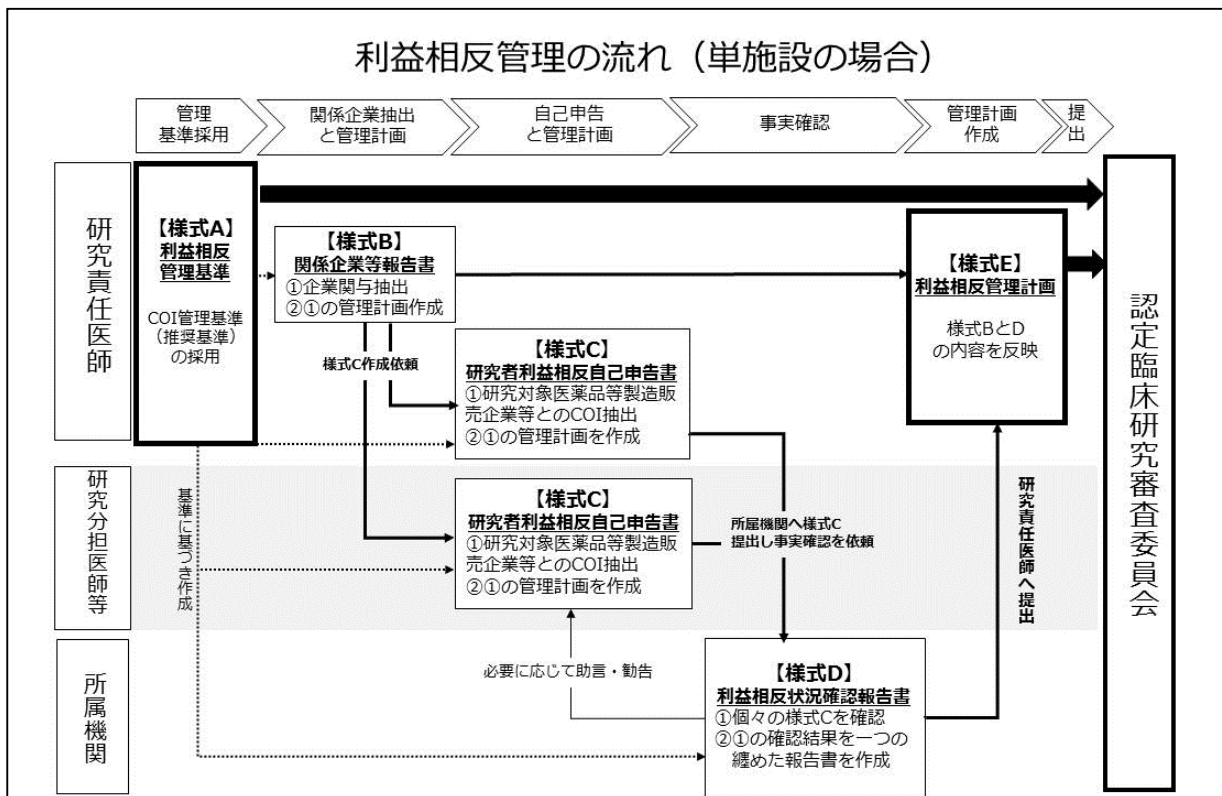 利益相反管理の流れ（単施設の場合）
管理
基準採用
関係企業抽出
と管理計画
自己申告
と管理計画
事実確認
管理計画
作成
提
出
研究責任医師
【様式A】
利益相反
管理基準
COI管理基準
（推奨基準）
の採用
【様式B】
関係企業等報告書
①企業関与抽出
②①の管理計画作成
様式C作成依頼
【様式C】
研究者利益相反自己申告書
①研究対象医薬品等製造販
売企業等とのCOI抽出
②①の管理計画を作成
【様式E】
利益相反管理計画
様式BとD
の内容を反映
認定臨床研究審査委員会
研究分担医師等
基準に基づき作成
【様式C】
研究者利益相反自己申告書
①研究対象医薬品等製造販
売企業等とのCOI抽出
②①の管理計画を作成
所属機関へ様式C
提出し事実確認を依頼
研究責任医師へ提出
所属機関
必要に応じて助言・勧告
【様式D】
利益相反状況確認報告書
①個々の様式Cを確認
②①の確認結果を一つの
纏めた報告書を作成